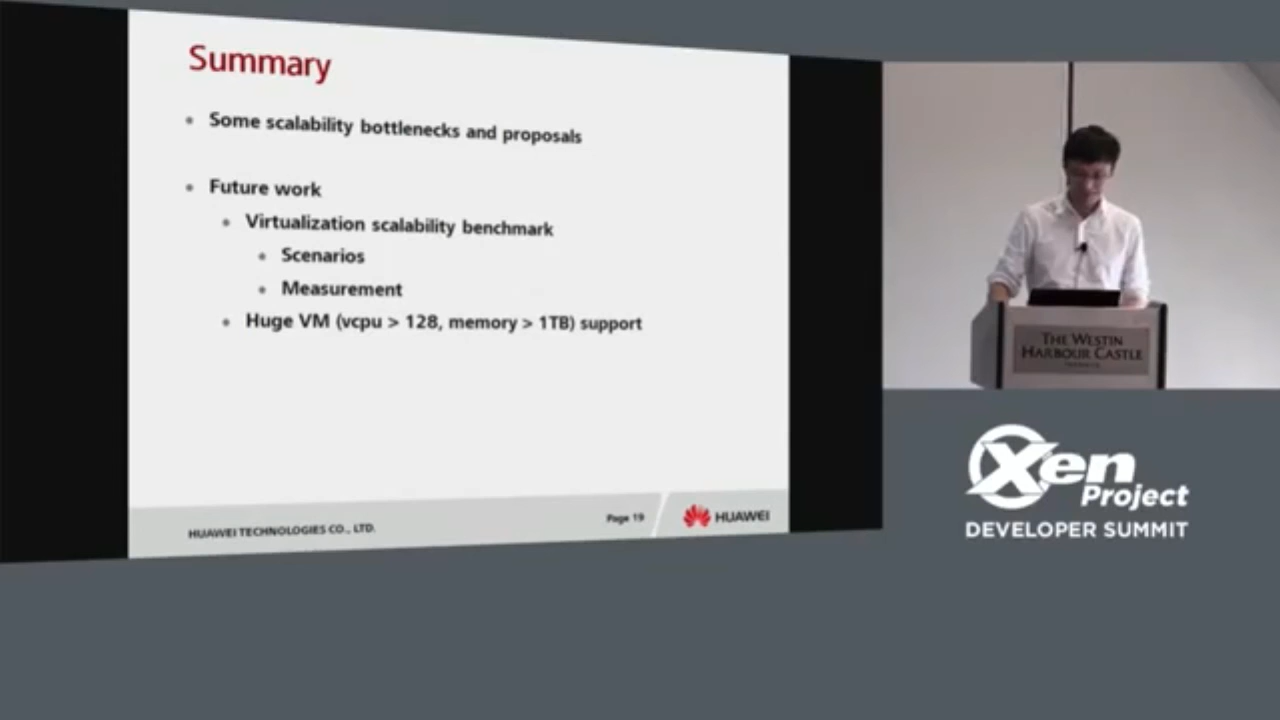 Summary
• Some scalability bottlenecks and proposals
• Future work
• Virtualization scalability benchmark
• Scenarios
• Measurement
• Huge VM (vcpu > 128, memory > 1TB) support
HUAWEI TECHNOLOGIES CO., LTD.
Page 19
HUAWEI
THE WESTIN
HARBOUR CASTLE
Xen
Project
DEVELOPER SUMMIT